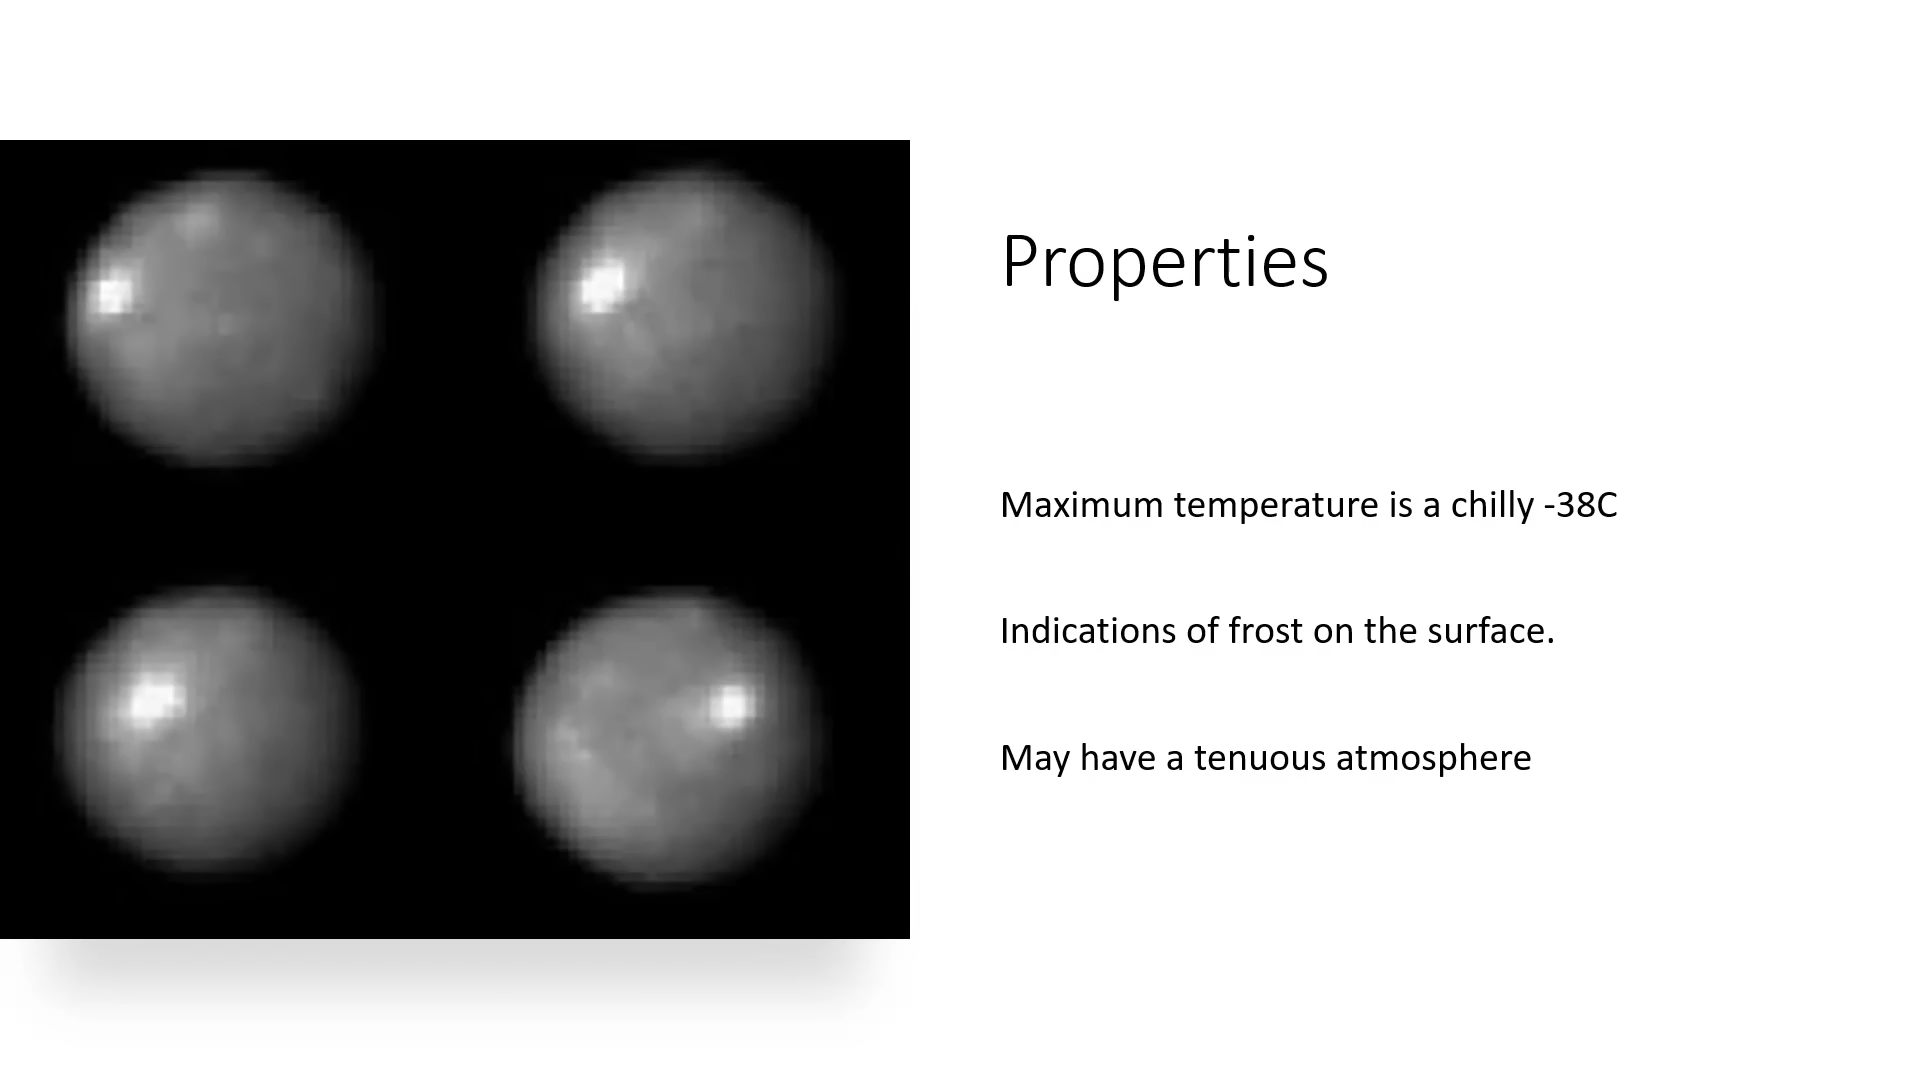 Properties
Maximum temperature is a chilly -38C
Indications of frost on the surface.
May have a tenuous atmosphere